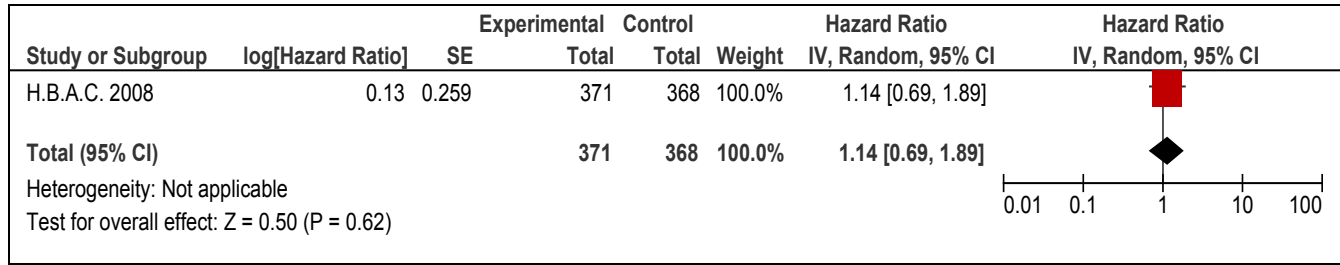 Experimental Control Hazard Ratio Hazard Ratio
Study or Subgroup log[Hazard Ratio] SE Total Total Weight IV, Random, 95% CI IV, Random, 95% CI
H.B.A.C. 2008 0.13 0.259 371 368 100.0% 1.14 [0.69, 1.89]
Total (95% CI) 371 368 100.0% 1.14 [0.69, 1.89]
Heterogeneity: Not applicable
Test for overall effect: Z = 0.50 (P = 0.62)
0.01 0.1 1 10 100